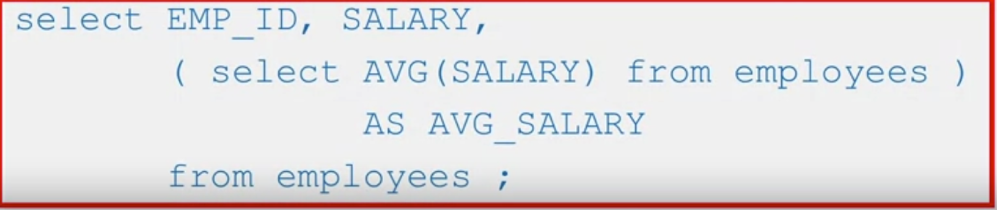 select EMP_ID, SALARY,
( select AVG(SALARY) from employees )
AS AVG_SALARY
from employees ;